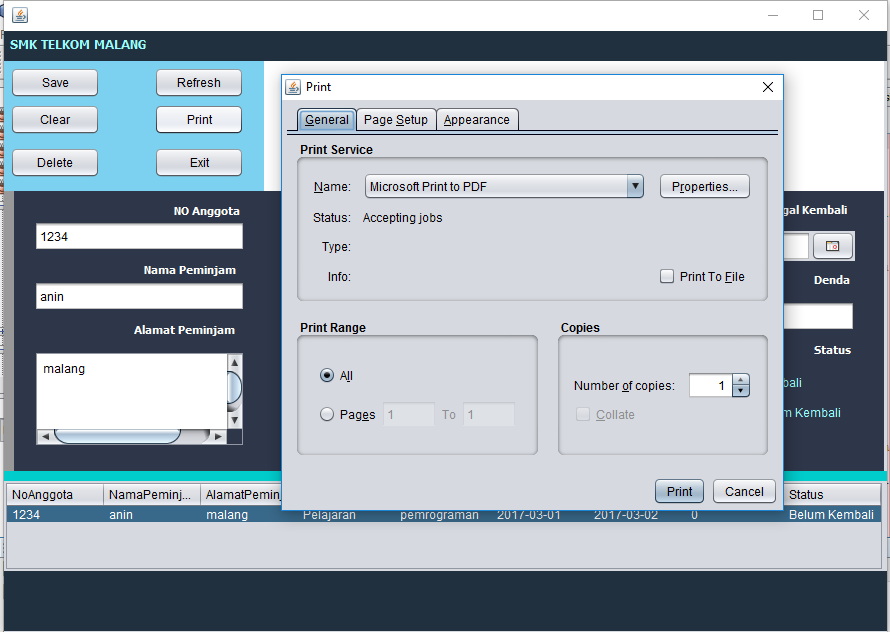 SMK TELKOM MALANG
Save
Refresh
Clear
Print
Delete
Exit
NO Anggota
1234
Nama Peminjam
anin
Alamat Peminjam
malang
Print
General
Page Setup
Appearance
Print Service
Name:
Microsoft Print to PDF
Properties...
Status:
Accepting jobs
Type:
Info:
Print To File
Print Range
All
Pages
1
To
1
Copies
Number of copies:
1
Collate
Print
Cancel
gal Kembali
Denda
Status
bali
m Kembali
NoAnggota NamaPeminj... AlamatPemin Status
1234 anin malang Pelajaran pemrograman 2017-03-01 2017-03-02 0 Belum Kembali